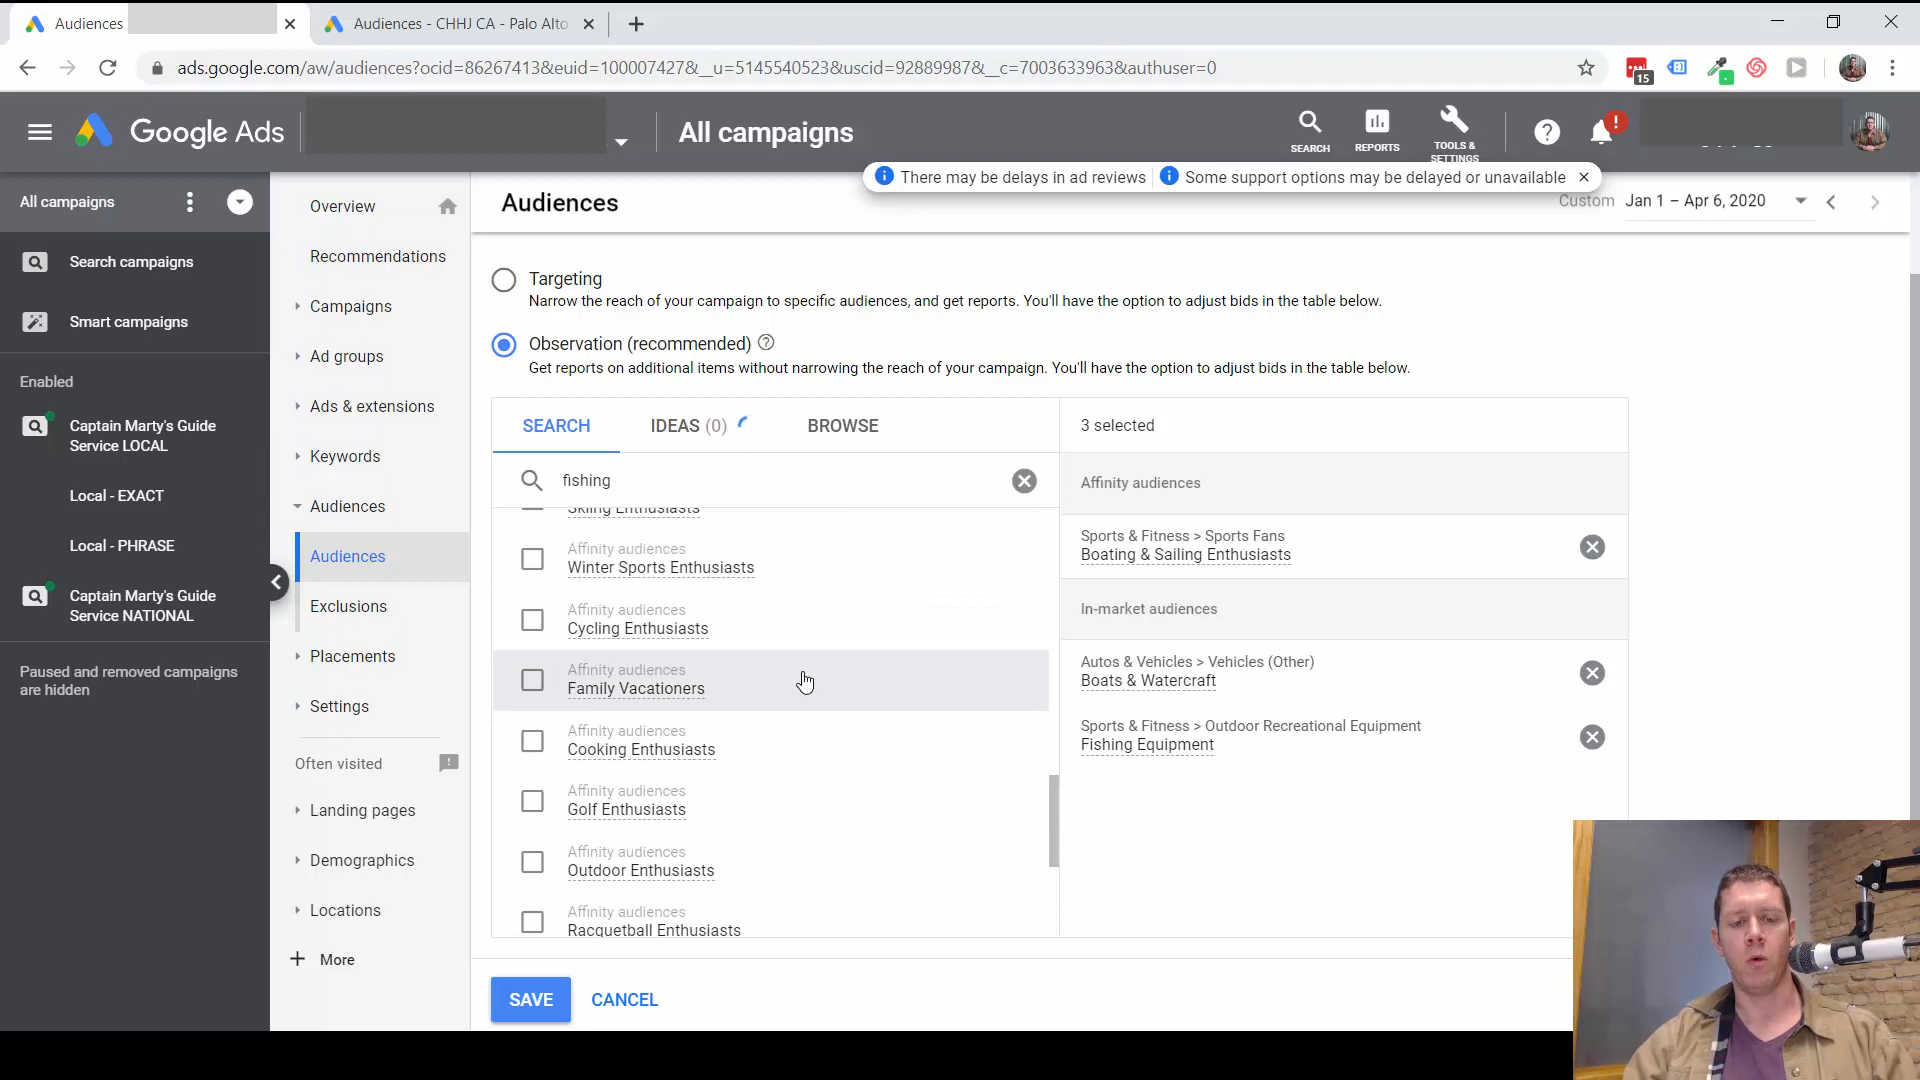 Audiences
Audiences - CHHJ CA - Palo Alto
ads.google.com/aw/audiences?ocid=86267413&euid=100007427&__u=5145540523&uscid=92889987&__c=7003633963&authuser=0
15
Google Ads
All campaigns
SEARCH
REPORTS
TOOLS &
SETTINGS
There may be delays in ad reviews
Some support options may be delayed or unavailable
All campaigns
Search campaigns
Smart campaigns
Enabled
Captain Marty's Guide
Service LOCAL
Local - EXACT
Local - PHRASE
Captain Marty's Guide
Service NATIONAL
Paused and removed campaigns
are hidden
Overview
Recommendations
Campaigns
Ad groups
Ads & extensions
Keywords
Audiences
Audiences
Exclusions
Placements
Settings
Often visited
Landing pages
Demographics
Locations
More
Audiences
Custom
Jan 1 – Apr 6, 2020
Targeting
Narrow the reach of your campaign to specific audiences, and get reports. You'll have the option to adjust bids in the table below.
Observation (recommended)
Get reports on additional items without narrowing the reach of your campaign. You'll have the option to adjust bids in the table below.
SEARCH
IDEAS (0)
BROWSE
fishing
Skiing Enthusiasts
Affinity audiences
Winter Sports Enthusiasts
Affinity audiences
Cycling Enthusiasts
Affinity audiences
Family Vacationers
Affinity audiences
Cooking Enthusiasts
Affinity audiences
Golf Enthusiasts
Affinity audiences
Outdoor Enthusiasts
Affinity audiences
Racquetball Enthusiasts
3 selected
Affinity audiences
Sports & Fitness > Sports Fans
Boating & Sailing Enthusiasts
In-market audiences
Autos & Vehicles > Vehicles (Other)
Boats & Watercraft
Sports & Fitness > Outdoor Recreational Equipment
Fishing Equipment
SAVE
CANCEL